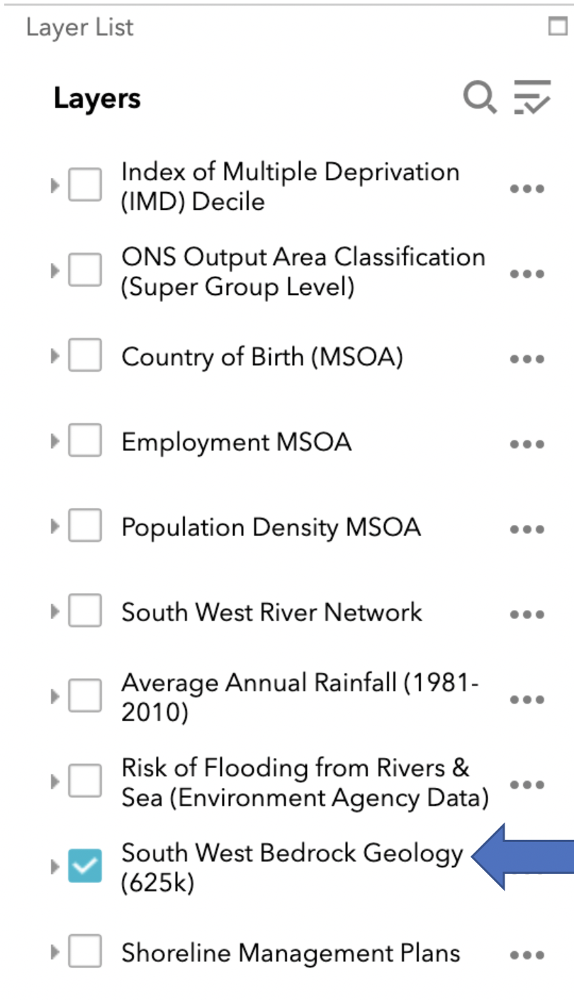 Layer List
Layers
Index of Multiple Deprivation
(IMD) Decile
ONS Output Area Classification
(Super Group Level)
Country of Birth (MSOA)
Employment MSOA
Population Density MSOA
South West River Network
Average Annual Rainfall (1981-
2010)
Risk of Flooding from Rivers &
Sea (Environment Agency Data)
South West Bedrock Geology
(625k)
Shoreline Management Plans